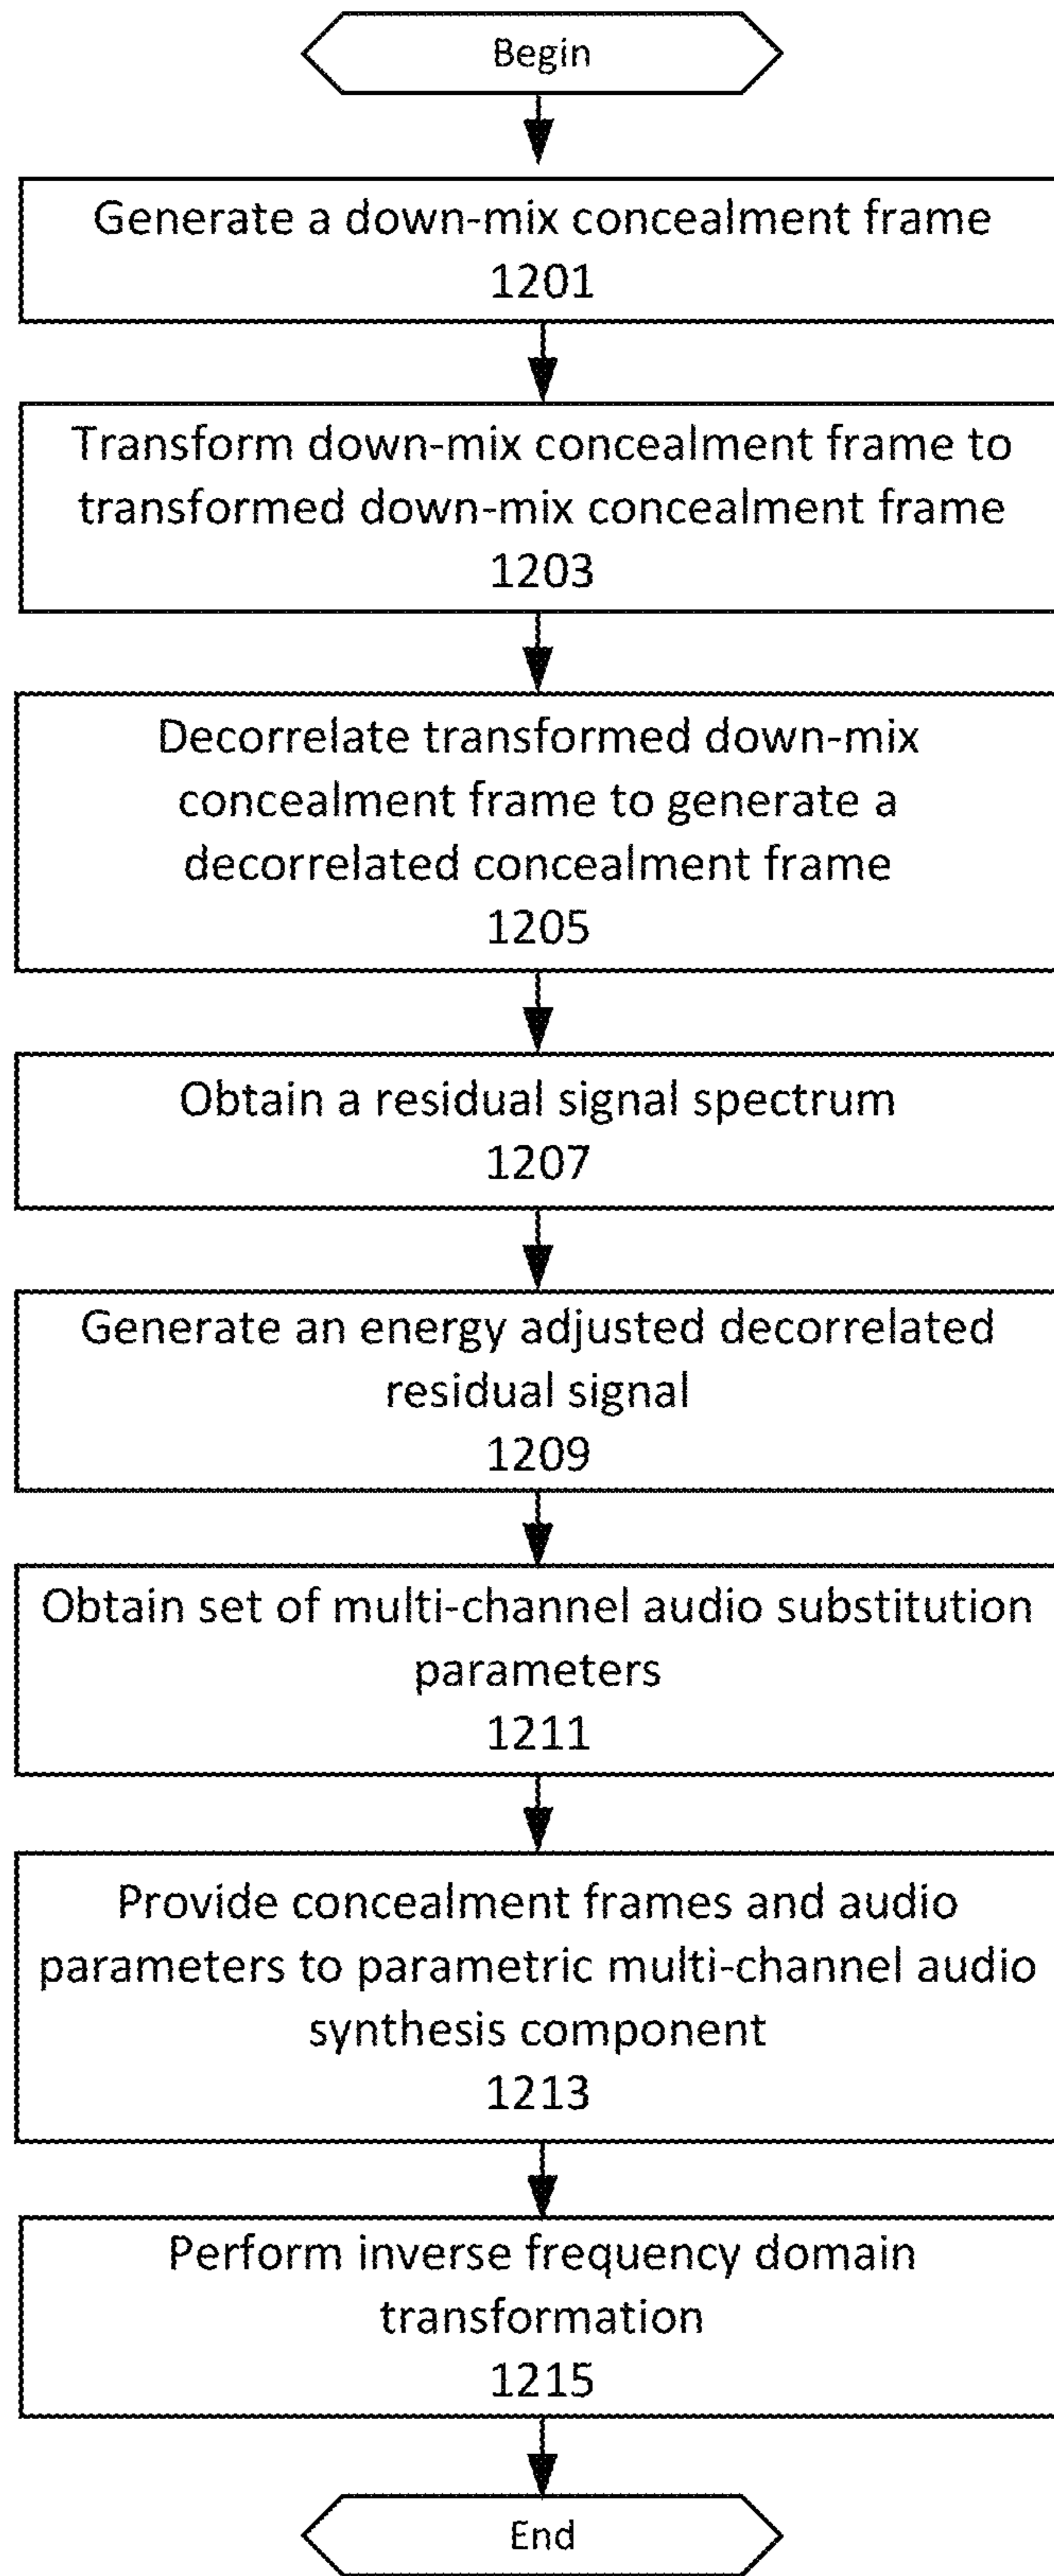 Begin
Generate a down-mix concealment frame
1201
Transform down-mix concealment frame to
transformed down-mix concealment frame
1203
Decorrelate transformed down-mix
concealment frame to generate a
decorrelated concealment frame
1205
Obtain a residual signal spectrum
1207
Generate an energy adjusted decorrelated
residual signal
1209
Obtain set of multi-channel audio substitution
parameters
1211
Provide concealment frames and audio
parameters to parametric multi-channel audio
synthesis component
1213
Perform inverse frequency domain
transformation
1215
End